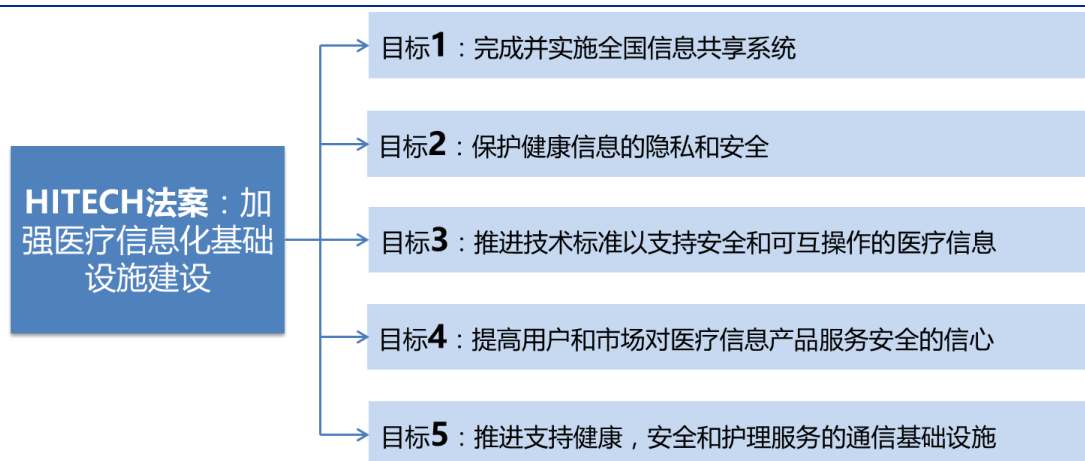 目标1：完成并实施全国信息共享系统
目标2：保护健康信息的隐私和安全
HITECH法案：加
强医疗信息化基础
设施建设
目标3：推进技术标准以支持安全和可互操作的医疗信息
目标4：提高用户和市场对医疗信息产品服务安全的信心
目标5：推进支持健康，安全和护理服务的通信基础设施